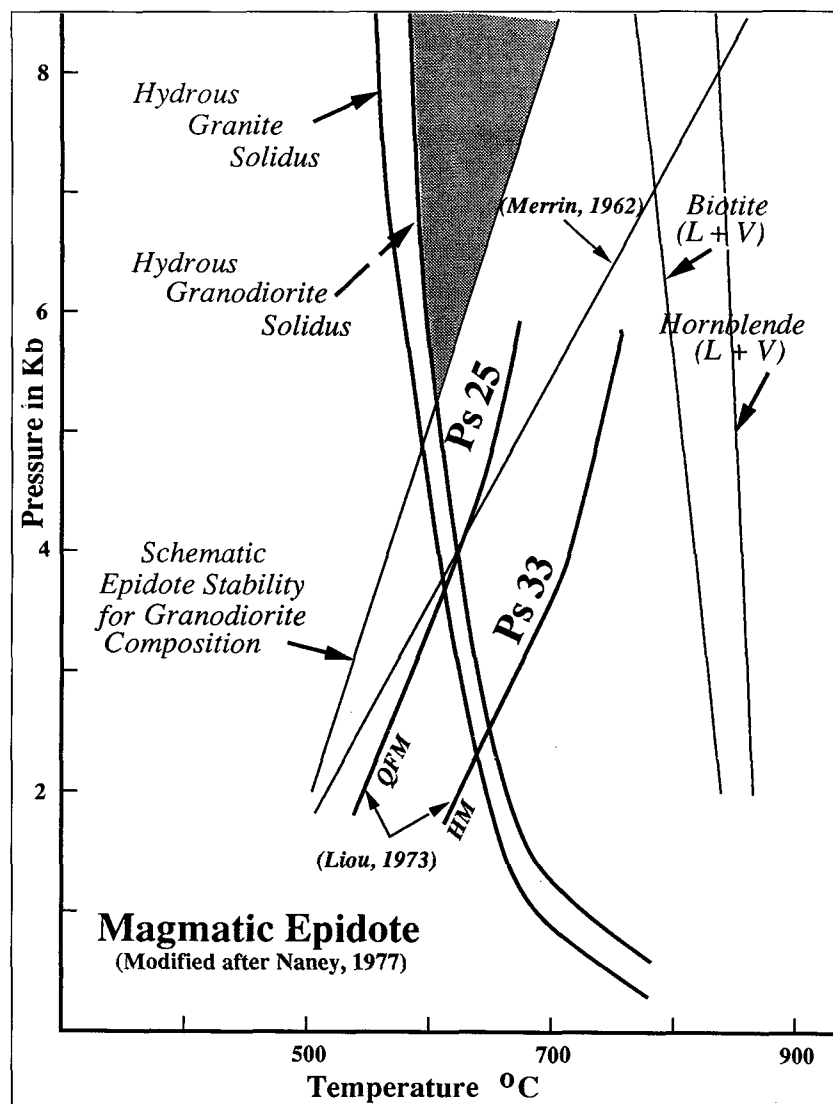 8
6
4
2
Pressure in Kb
Hydrous
Granite
Solidus
(Merrin, 1962)
Biotite
(L + V)
Hydrous
Granodiorite
Solidus
Hornblende
(L + V)
Ps 25
Ps 33
Schematic
Epidote Stability
for Granodiorite
Composition
QFM
HM
(Liou, 1973)
Magmatic Epidote
(Modified after Naney, 1977)
500
700
900
Temperature °C